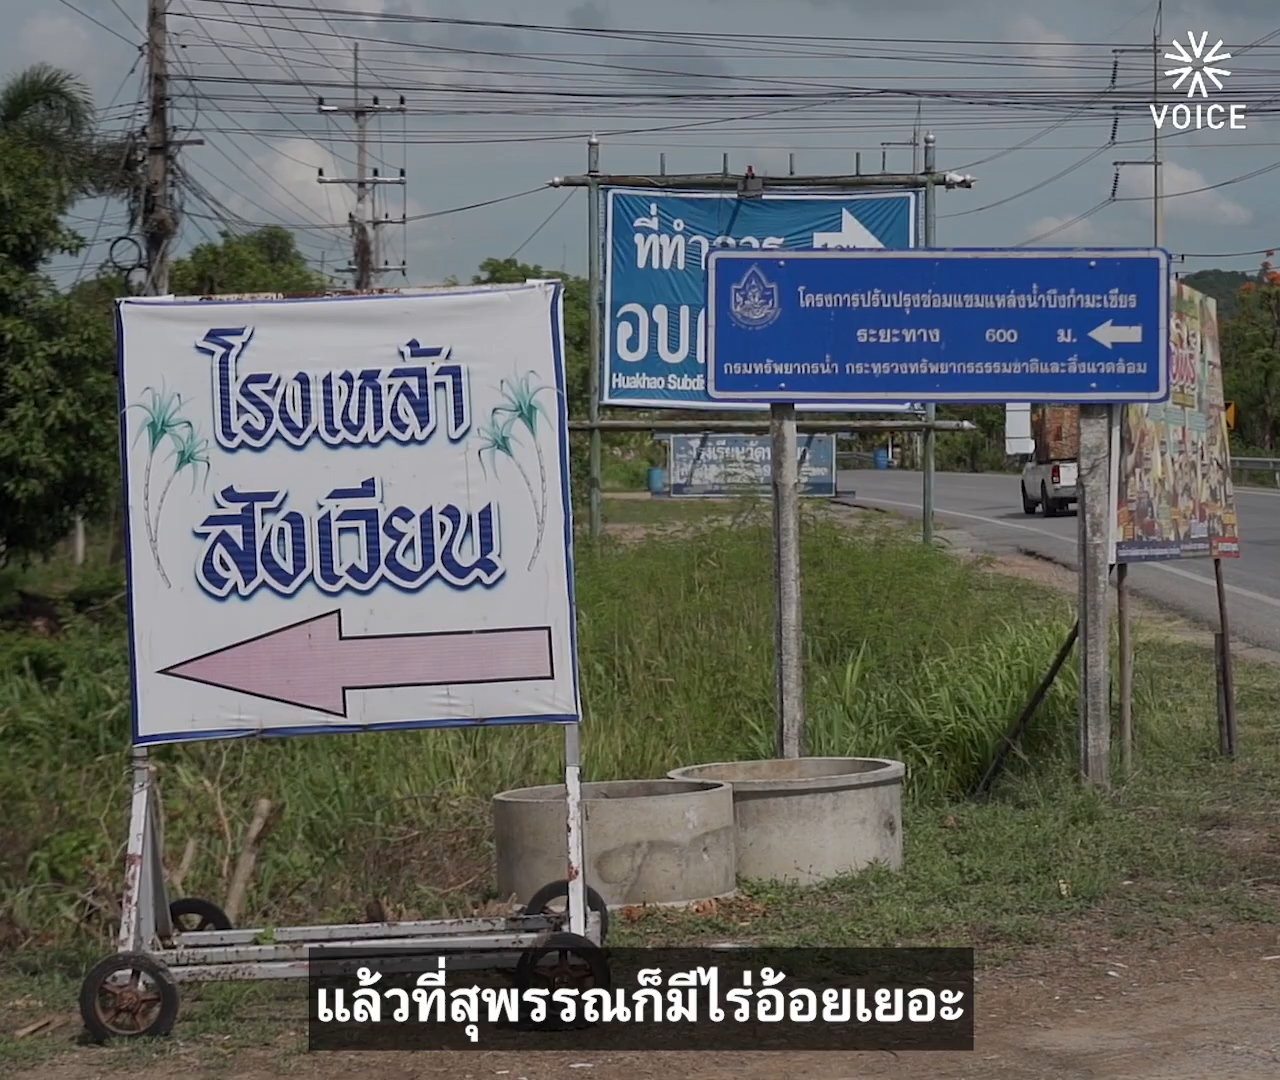 VOICE
ที่ทำการ
อบ
Huakhao Subdi
โครงการปรับปรุงซ่อมแซมแหล่งน้ำบึงกำมะเชียร
ระยะทาง 600 ม.
กรมทรัพยากรน้ำ กระทรวงทรัพยากรธรรมชาติและสิ่งแวดล้อม
โรงเหล้า
สังเวียน
แล้วที่สุพรรณก็มีไร่อ้อยเยอะ